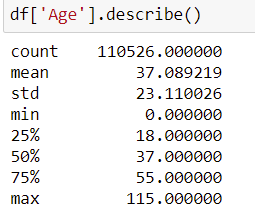 df['Age'].describe()
count 110526.000000
mean 37.089219
std 23.110026
min 0.000000
25% 18.000000
50% 37.000000
75% 55.000000
max 115.000000